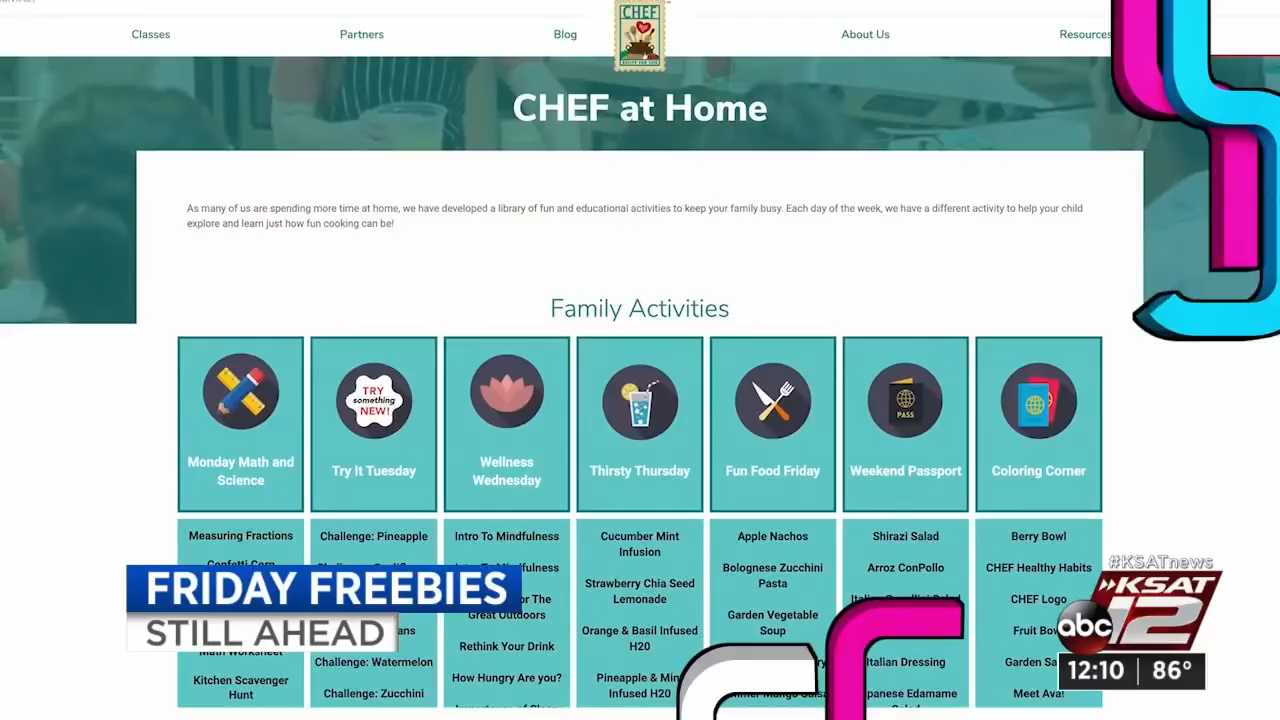 Classes
Partners
Blog
CHEF
About Us
Resources
CHEF at Home
As many of us are spending more time at home, we have developed a library of fun and educational activities to keep your family busy. Each day of the week, we have a different activity to help your child
explore and learn just how fun cooking can be!
Family Activities
Monday Math and
Science
TRY
something
NEW!
Try It Tuesday
Wellness
Wednesday
Thirsty Thursday
Fun Food Friday
PASS
Weekend Passport
Coloring Corner
Measuring Fractions
Kitchen Scavenger
Hunt
Challenge: Pineapple
Challenge: Watermelon
Challenge: Zucchini
Intro To Mindfulness
Great Outdoors
Rethink Your Drink
How Hungry Are you?
Cucumber Mint
Infusion
Strawberry Chia Seed
Lemonade
Orange & Basil Infused
H20
Pineapple & Mint
Infused H20
Apple Nachos
Bolognese Zucchini
Pasta
Garden Vegetable
Soup
Shirazi Salad
Arroz ConPollo
Italian Dressing
Edamame
Berry Bowl
CHEF Healthy Habits
CHEF Logo
Fruit
Garden
Meet Ava!
FRIDAY FREEBIES
STILL AHEAD
#KSATnews
KSAT
abc 12
12:10 86°